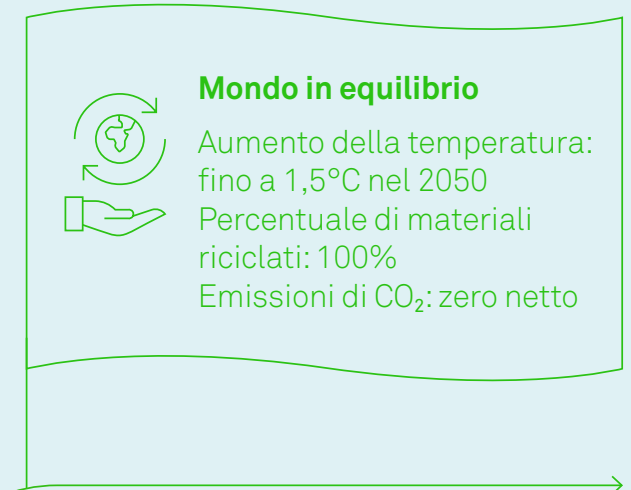 Mondo in equilibrio
Aumento della temperatura:
fino a 1,5°C nel 2050
Percentuale di materiali
riciclati: 100%
Emissioni di CO₂: zero netto